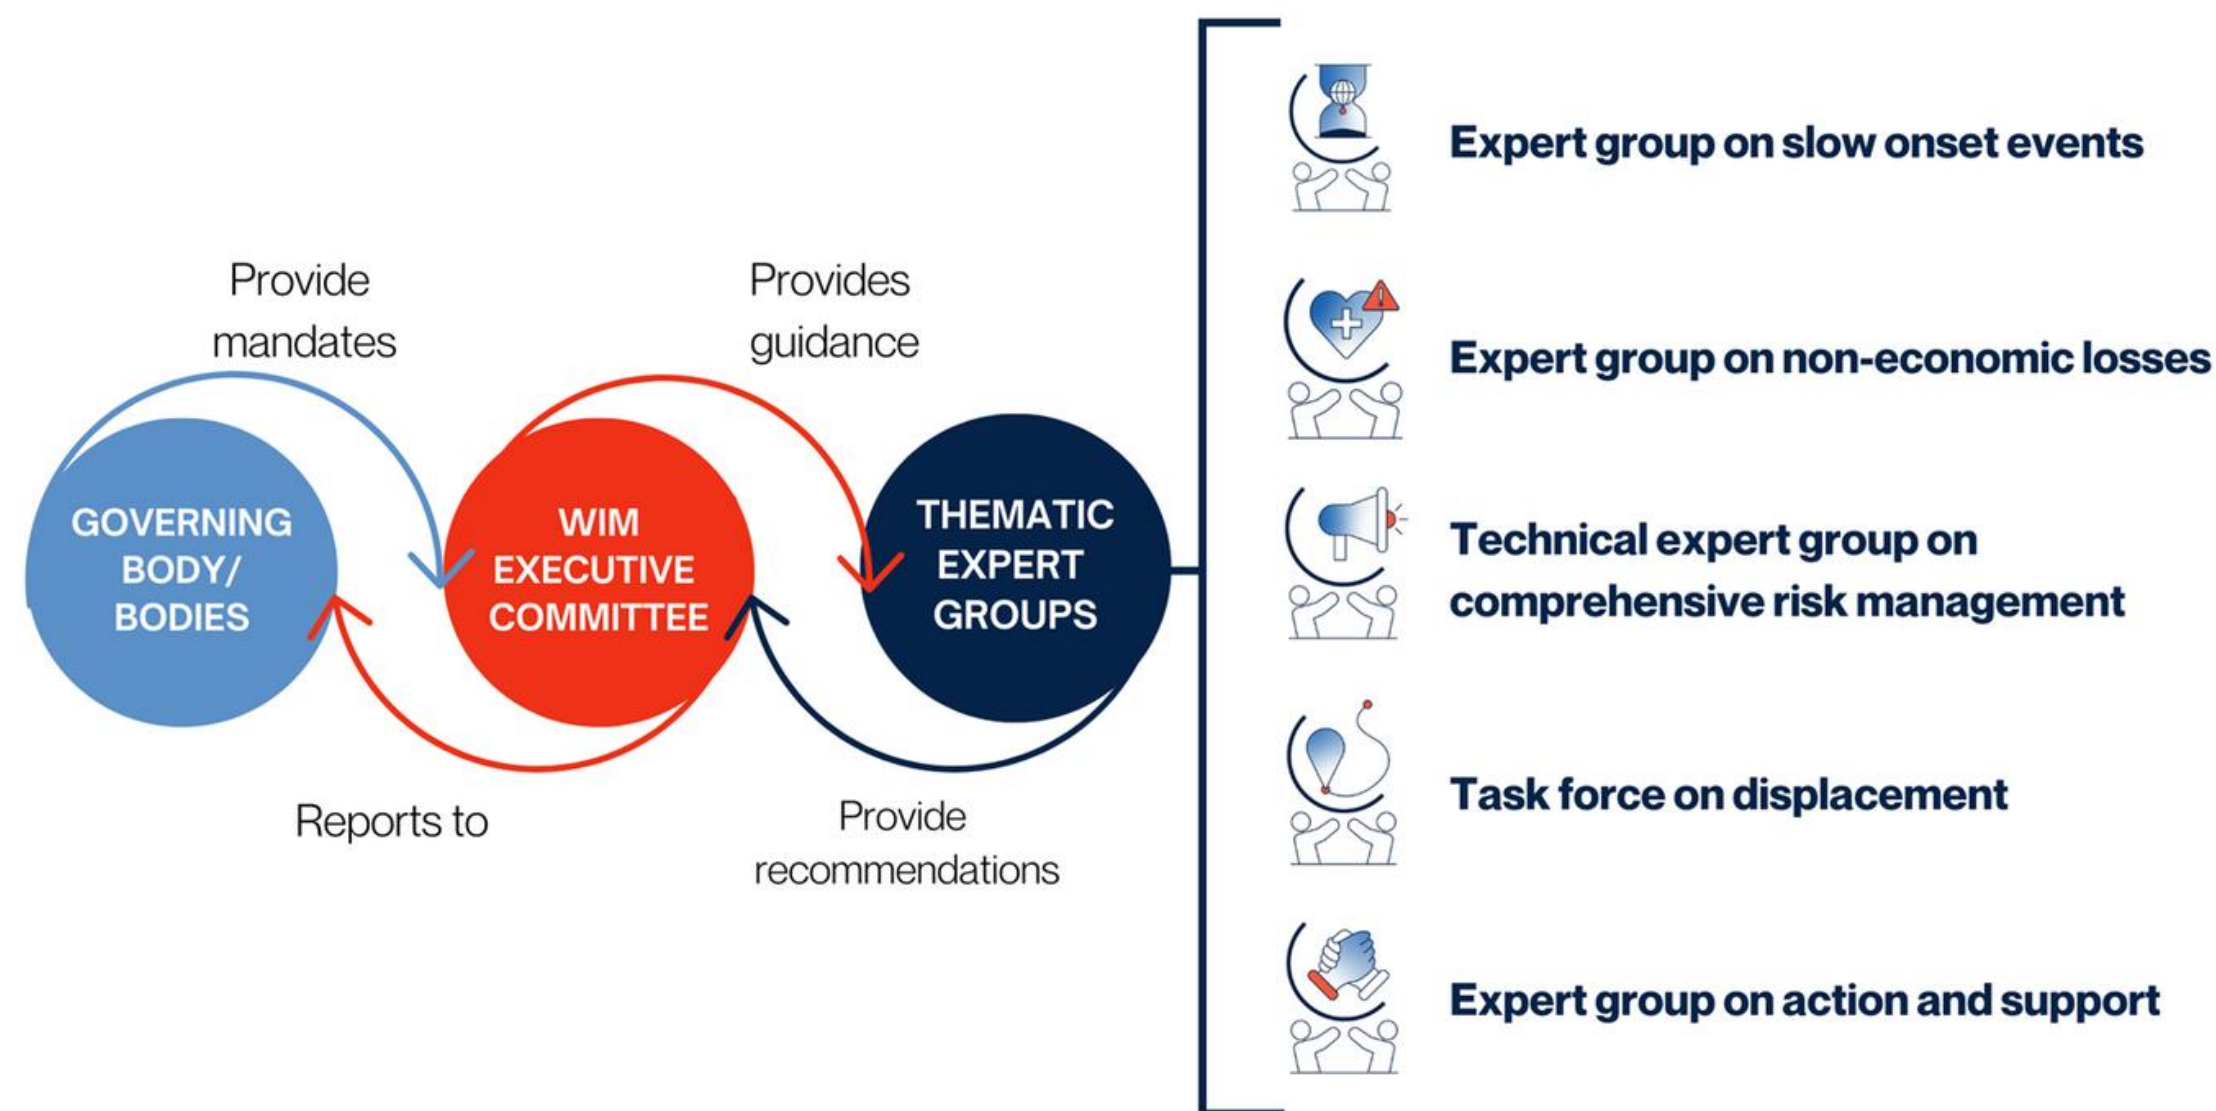 Provide
mandates
Provides
guidance
GOVERNING
BODY/
BODIES
WIM
EXECUTIVE
COMMITTEE
THEMATIC
EXPERT
GROUPS
Reports to
Provide
recommendations
Expert group on slow onset events
Expert group on non-economic losses
Technical expert group on
comprehensive risk management
Task force on displacement
Expert group on action and support